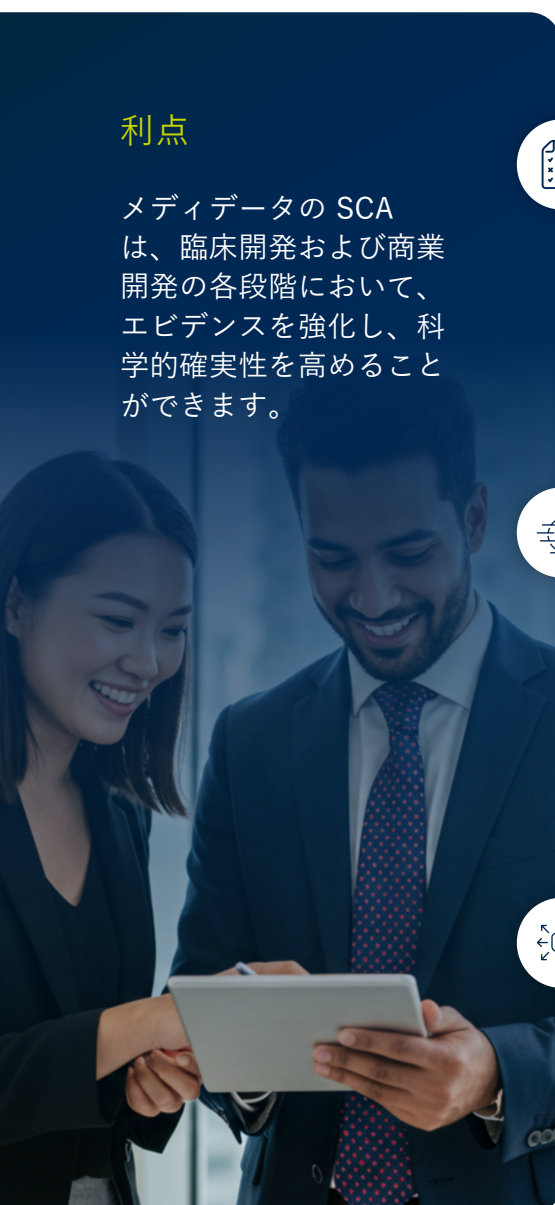 利点
メディデータの SCA
は、臨床開発および商業
開発の各段階において、
エビデンスを強化し、科
学的確実性を高めること
ができます。